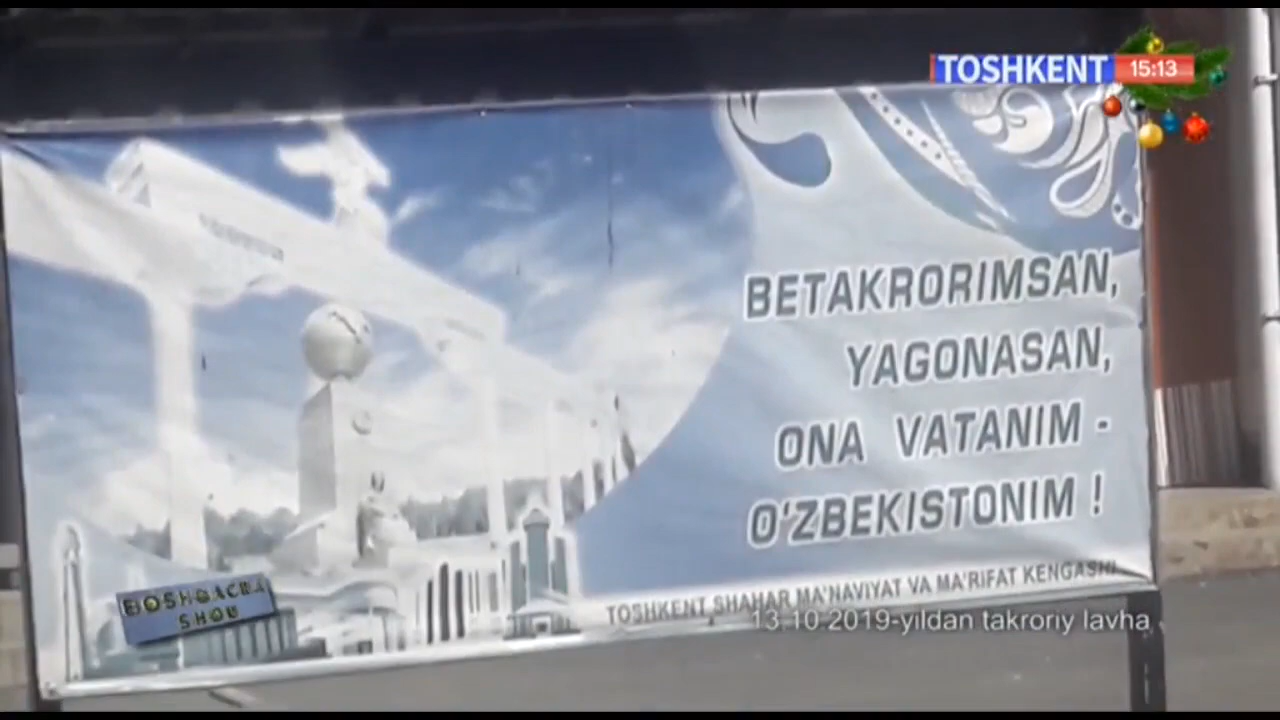 TOSHKENT 15:13
BETAKRORIMSAN,
YAGONASAN,
ONA VATANIM -
O'ZBEKISTONIM !
TOSHKENT SHAHAR MA'NAVIYAT VA MA'RIFAT KENGASHI
13.10.2019-yildan takroriy lavha
BOSHQACHA
SHOU